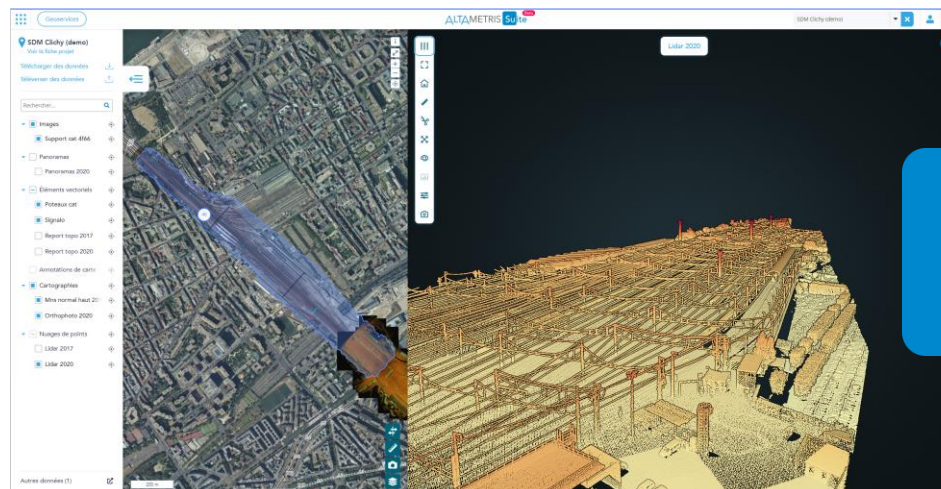 Geoservices
ALTAMETRIS Suite
SDM Clichy (demo)
SDM Clichy (demo)
Voir la fiche projet
Télécharger des données
Téléverser des données
Rechercher...
Images
Support cat 4f66
Panoramas
Panoramas 2020
Éléments vectoriels
Poteaux cat
Signalo
Report topo 2017
Report topo 2020
Annotations de carte
Cartographies
Mns normal haut 20
Orthophoto 2020
Nuages de points
Lidar 2017
Lidar 2020
Autres données (1)
Lidar 2020